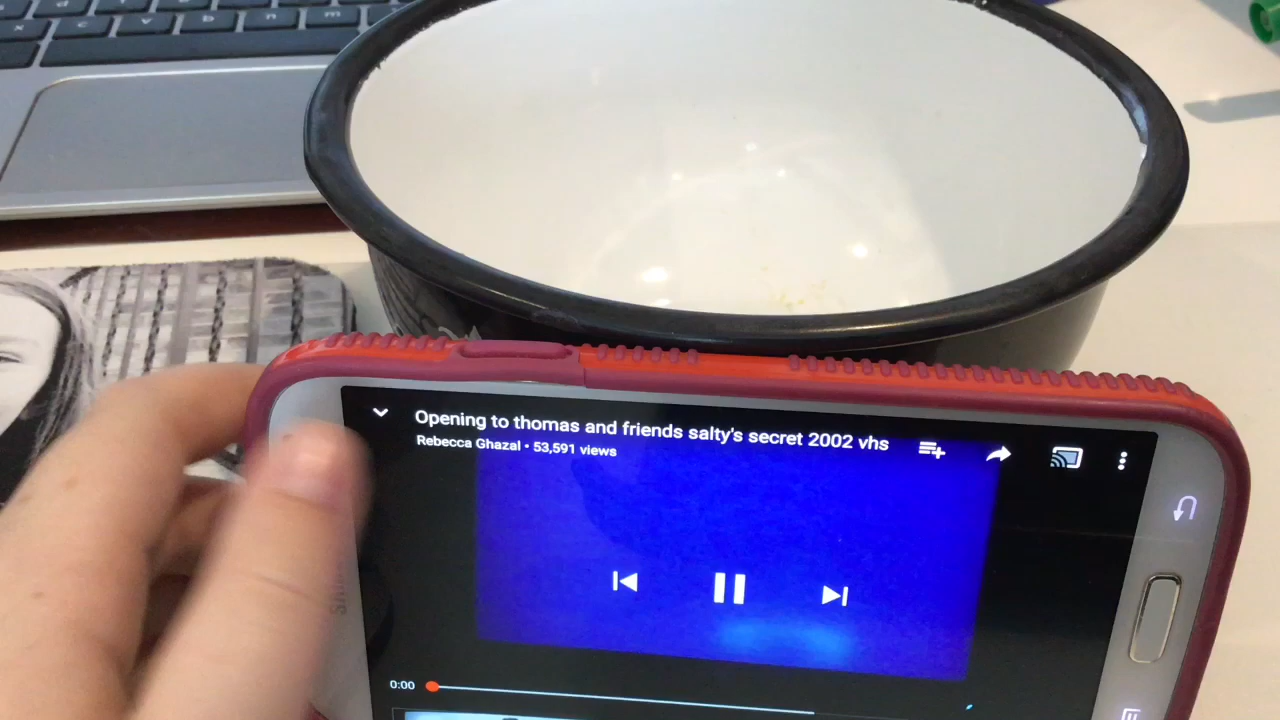 d
f
x
c
v
b
n
m
Opening to thomas and friends salty's secret 2002 vhs
Rebecca Ghazal • 53,591 views
0:00